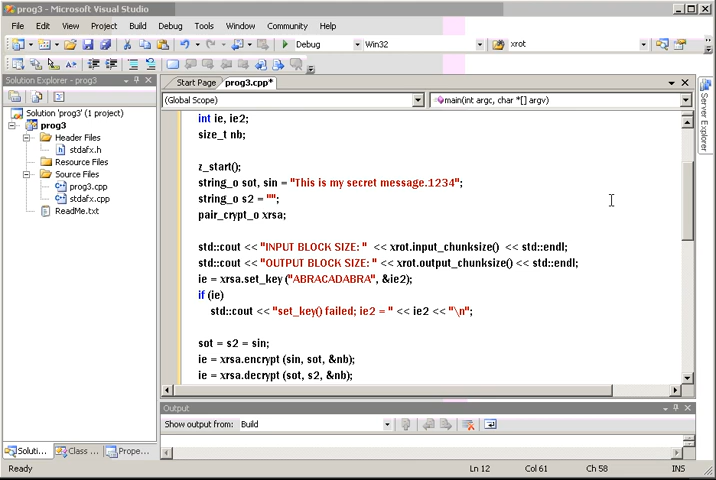 prog3 - Microsoft Visual Studio
File Edit View Project Build Debug Tools Window Community Help
Debug Win32 xrot
Solution Explorer - prog3
Start Page prog3.cpp*
(Global Scope) main(int argc, char *[] argv)
Solution 'prog3' (1 project)
prog3
Header Files
stdafx.h
Resource Files
Source Files
prog3.cpp
stdafx.cpp
ReadMe.txt
int ie, ie2;
size_t nb;
z_start();
string_o sot, sin = "This is my secret message.1234";
string_o s2 = "";
pair_crypt_o xrsa;
std::cout << "INPUT BLOCK SIZE: " << xrot.input_chunksize() << std::endl;
std::cout << "OUTPUT BLOCK SIZE: " << xrot.output_chunksize() << std::endl;
ie = xrsa.set_key ("ABRACADABRA", &ie2);
if (ie)
std::cout << "set_key() failed; ie2 = " << ie2 << "\n";
sot = s2 = sin;
ie = xrsa.encrypt (sin, sot, &nb);
ie = xrsa.decrypt (sot, s2, &nb);
Server Explorer
Output
Show output from: Build
Soluti... Class ... Prope...
Ready Ln 12 Col 61 Ch 58 INS